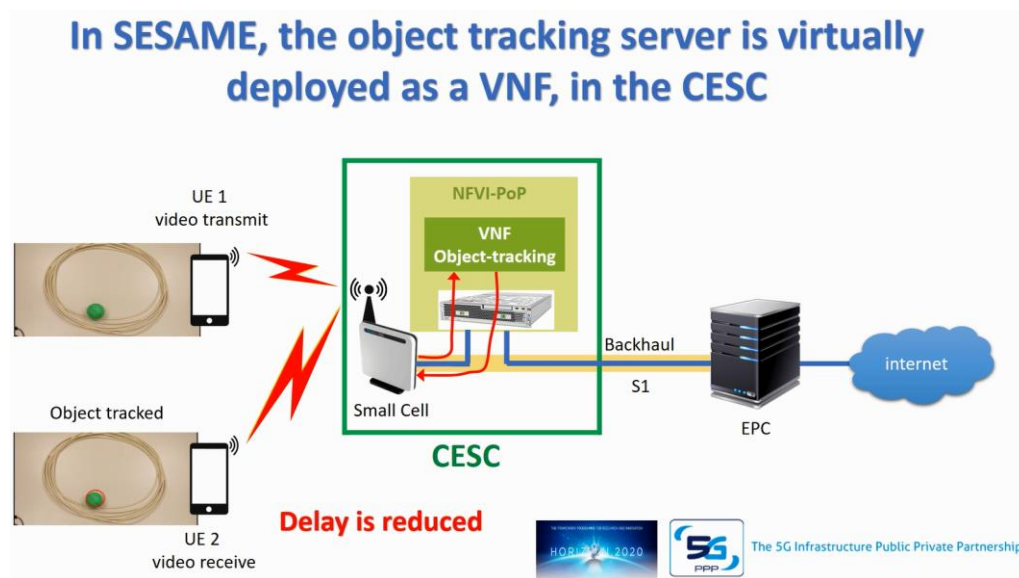 In SESAME, the object tracking server is virtually
deployed as a VNF, in the CESC
UE 1
video transmit
NFVI-PoP
VNF
Object-tracking
Backhaul
S1
internet
Small Cell
EPC
Object tracked
CESC
Delay is reduced
UE 2
video receive
HORIZON 2020
5G
PPP
The 5G Infrastructure Public Private Partnership